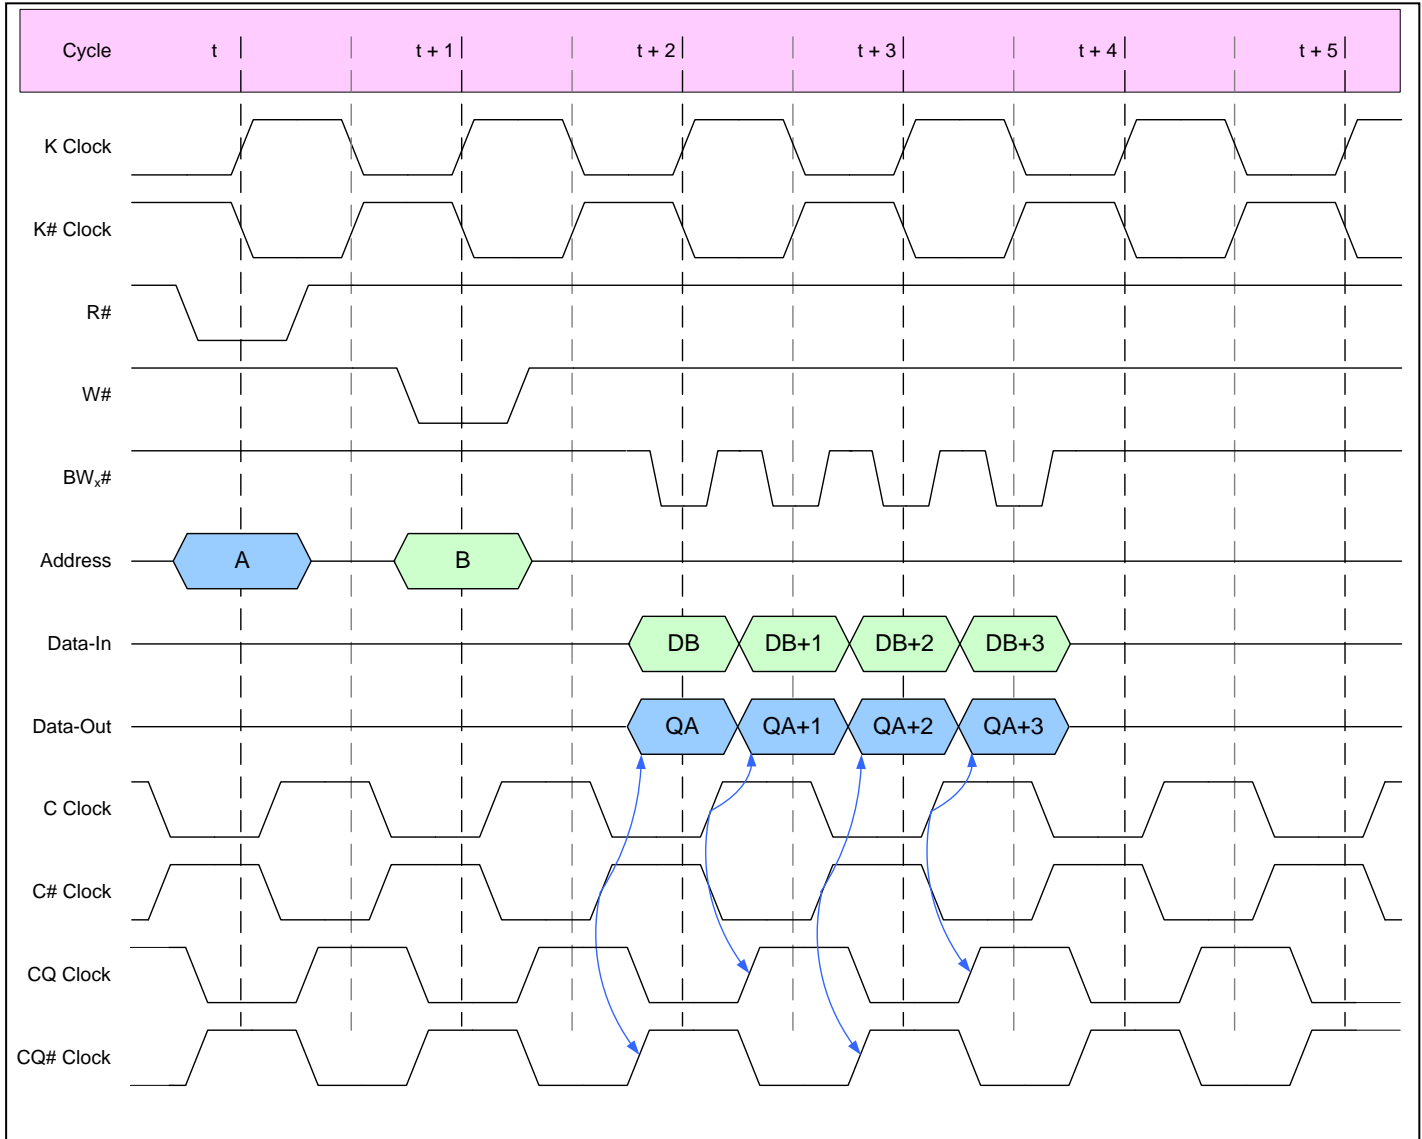 Cycle t t + 1 t + 2 t + 3 t + 4 t + 5
K Clock
K# Clock
R#
W#
BWx#
Address A B
Data-In DB DB+1 DB+2 DB+3
Data-Out QA QA+1 QA+2 QA+3
C Clock
C# Clock
CQ Clock
CQ# Clock